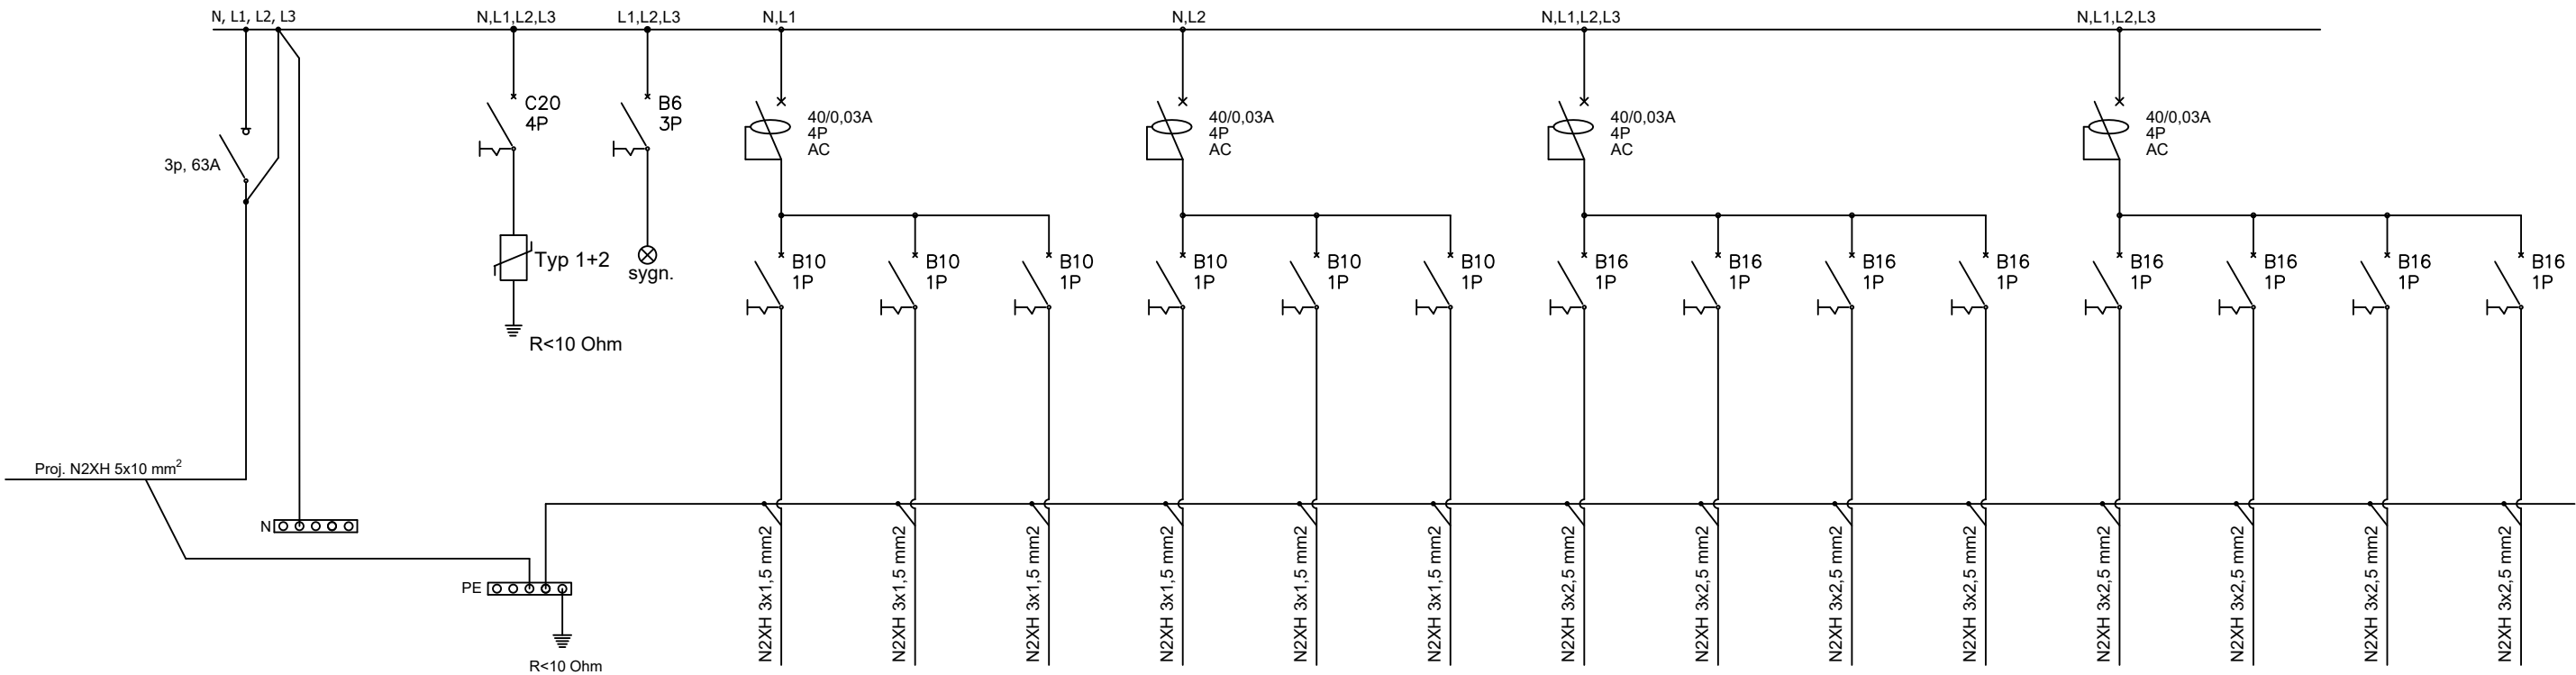 N, L1, L2, L3
N,L1,L2,L3
L1,L2,L3
N,L1
N,L2
N,L1,L2,L3
N,L1,L2,L3
3p, 63A
C20
4P
B6
3P
40/0,03A
4P
AC
40/0,03A
4P
AC
40/0,03A
4P
AC
40/0,03A
4P
AC
Typ 1+2
sygn.
R<10 Ohm
B10
1P
B10
1P
B10
1P
B10
1P
B10
1P
B10
1P
B16
1P
B16
1P
B16
1P
B16
1P
B16
1P
B16
1P
B16
1P
B16
1P
Proj. N2XH 5x10 mm²
N
PE
R<10 Ohm
N2XH 3x1,5 mm2
N2XH 3x1,5 mm2
N2XH 3x1,5 mm2
N2XH 3x1,5 mm2
N2XH 3x1,5 mm2
N2XH 3x1,5 mm2
N2XH 3x2,5 mm2
N2XH 3x2,5 mm2
N2XH 3x2,5 mm2
N2XH 3x2,5 mm2
N2XH 3x2,5 mm2
N2XH 3x2,5 mm2
N2XH 3x2,5 mm2
N2XH 3x2,5 mm2